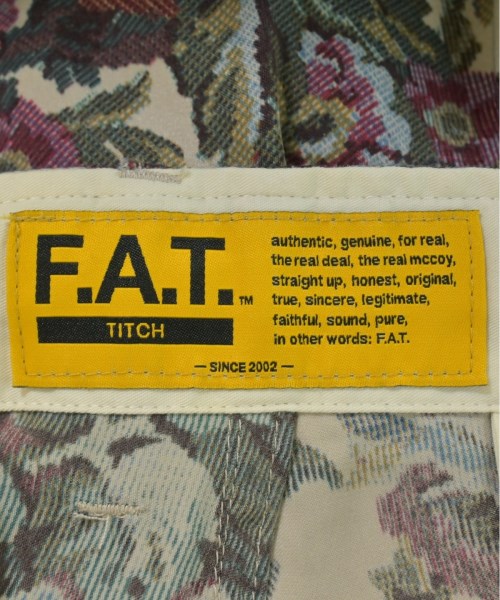 F.A.T.™
TITCH
authentic, genuine, for real,
the real deal, the real mccoy,
straight up, honest, original,
true, sincere, legitimate,
faithful, sound, pure,
in other words: F.A.T.
— SINCE 2002 —